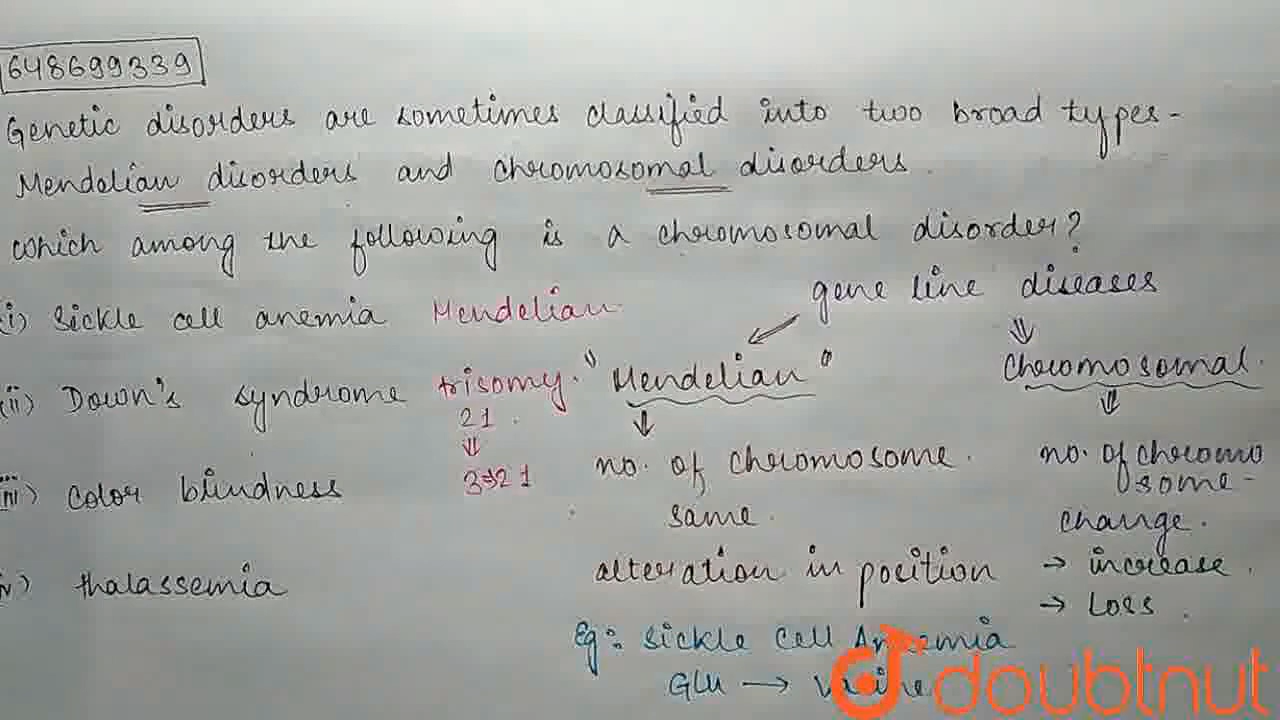 648699339
Genetic disorders are sometimes classified into two broad types-
Mendelian disorders and chromosomal disorders.
which among the following is a chromosomal disorder?
gene line diseases
(i) Sickle cell anemia Mendelian.
(ii) Down's syndrome trisomy.
21.
⇓
3→21
(iii) Color blindness
iv) thalassemia
"Mendelian"
⇓
no. of chromosome.
same.
alteration in position
Eg: Sickle Cell Anemia
Glu → Valine
⇓
Chromosomal.
⇓
no. of chromo
some-
change.
→ increase.
→ Loss.
doubtnut